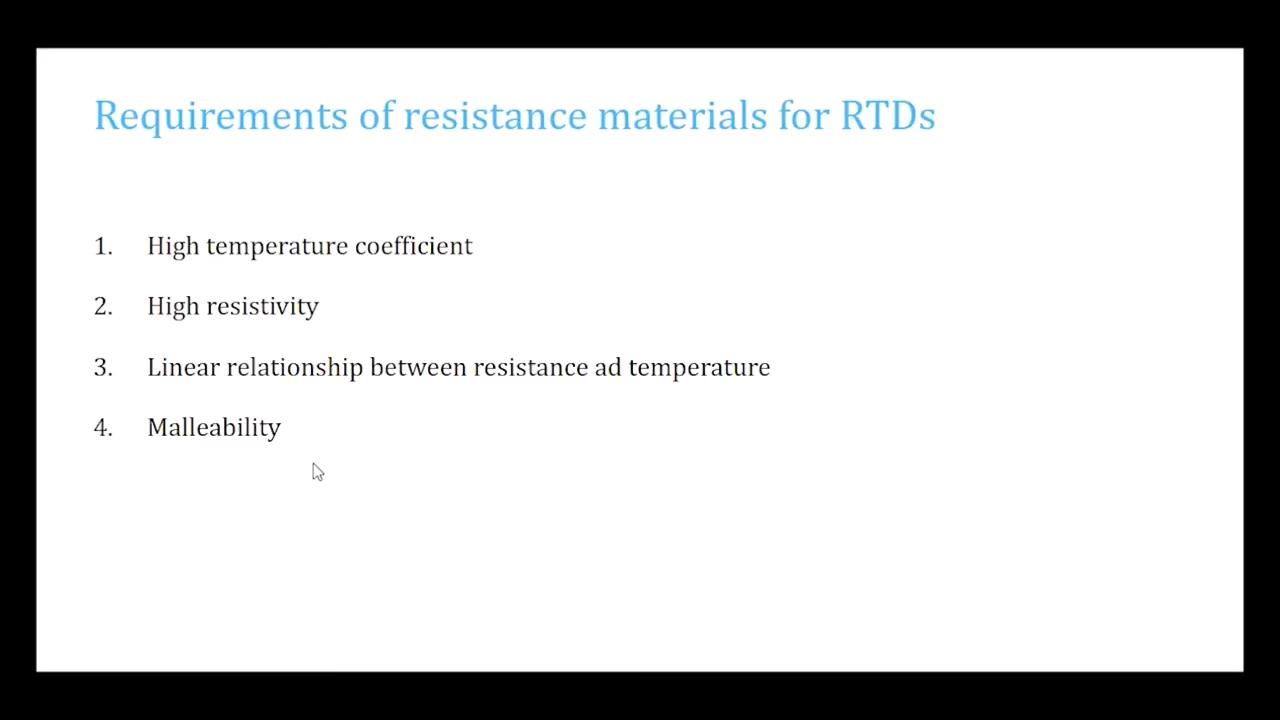 Requirements of resistance materials for RTDs
1. High temperature coefficient
2. High resistivity
3. Linear relationship between resistance ad temperature
4. Malleability